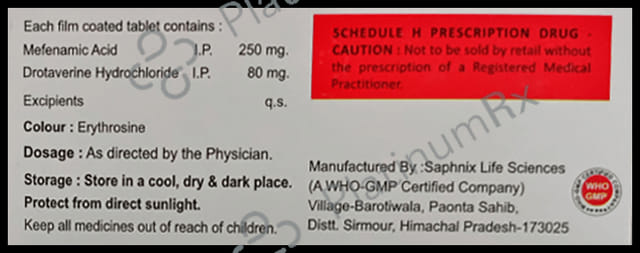 Each film coated tablet contains :
Mefenamic Acid I.P. 250 mg.
Drotaverine Hydrochloride I.P. 80 mg.
Excipients q.s.
Colour : Erythrosine
Dosage : As directed by the Physician.
Storage : Store in a cool, dry & dark place.
Protect from direct sunlight.
Keep all medicines out of reach of children.
SCHEDULE H PRESCRIPTION DRUG -
CAUTION : Not to be sold by retail without
the prescription of a Registered Medical
Practitioner.
Manufactured By :Saphnix Life Sciences
(A WHO-GMP Certified Company)
Village-Barotiwala, Paonta Sahib,
Distt. Sirmour, Himachal Pradesh-173025
WHO
GMP
PlatinumRx